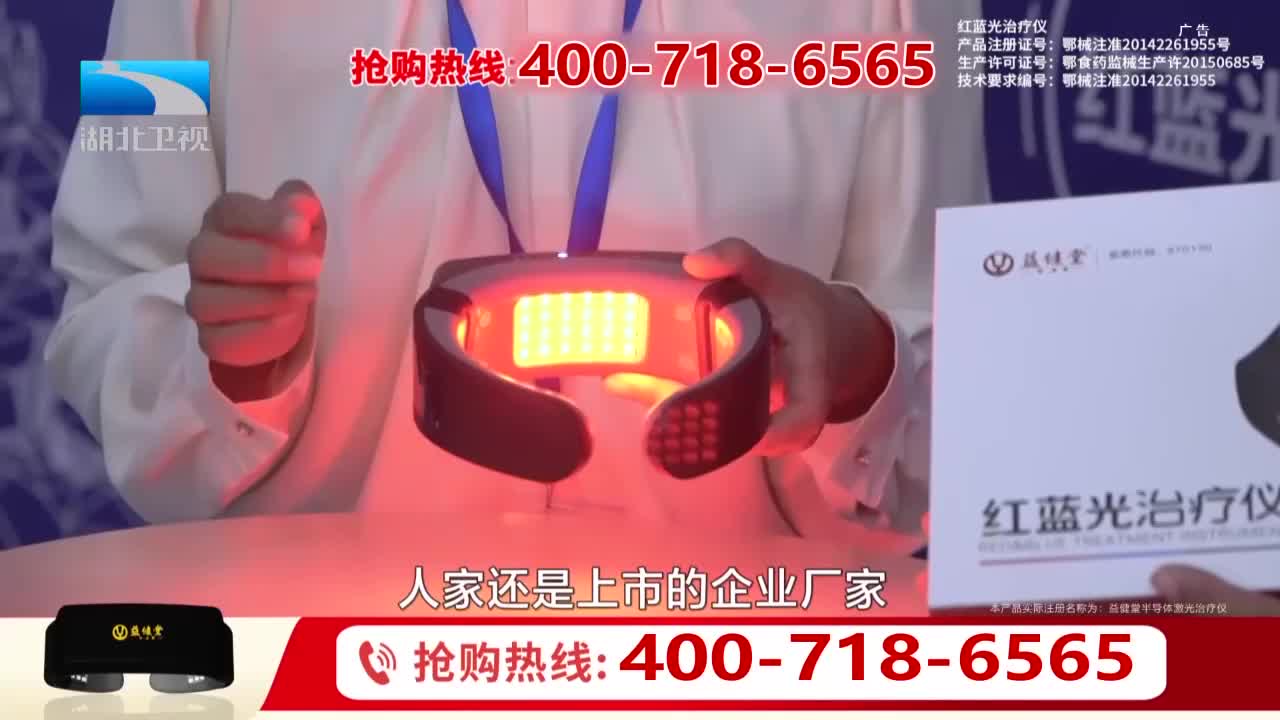 红蓝光治疗仪
广告
产品注册证号：鄂械注准20142261955号
生产许可证号：鄂食药监械生产许20150685号
技术要求编号：鄂械注准20142261955
抢购热线:400-718-6565
湖北卫视
红蓝光
益健堂
红蓝光治疗仪
人家还是上市的企业厂家
本产品实际注册名称为：益健堂半导体激光治疗仪
益健堂
抢购热线:400-718-6565